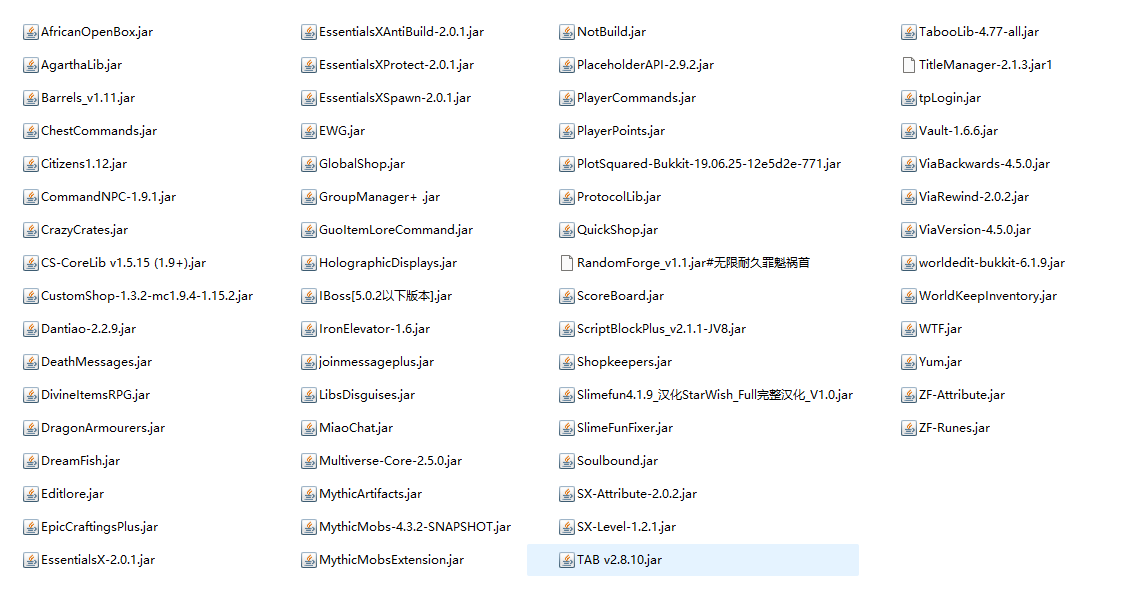 AfricanOpenBox.jar
AgarthaLib.jar
Barrels_v1.11.jar
ChestCommands.jar
Citizens1.12.jar
CommandNPC-1.9.1.jar
CrazyCrates.jar
CS-CoreLib v1.5.15 (1.9+).jar
CustomShop-1.3.2-mc1.9.4-1.15.2.jar
Dantiao-2.2.9.jar
DeathMessages.jar
DivineItemsRPG.jar
DragonArmourers.jar
DreamFish.jar
Editlore.jar
EpicCraftingsPlus.jar
EssentialsX-2.0.1.jar
EssentialsXAntiBuild-2.0.1.jar
EssentialsXProtect-2.0.1.jar
EssentialsXSpawn-2.0.1.jar
EWG.jar
GlobalShop.jar
GroupManager+ .jar
GuoItemLoreCommand.jar
HolographicDisplays.jar
IBoss[5.0.2以下版本].jar
IronElevator-1.6.jar
joinmessageplus.jar
LibsDisguises.jar
MiaoChat.jar
Multiverse-Core-2.5.0.jar
MythicArtifacts.jar
MythicMobs-4.3.2-SNAPSHOT.jar
MythicMobsExtension.jar
NotBuild.jar
PlaceholderAPI-2.9.2.jar
PlayerCommands.jar
PlayerPoints.jar
PlotSquared-Bukkit-19.06.25-12e5d2e-771.jar
ProtocolLib.jar
QuickShop.jar
RandomForge_v1.1.jar#无限耐久罪魁祸首
ScoreBoard.jar
ScriptBlockPlus_v2.1.1-JV8.jar
Shopkeepers.jar
Slimefun4.1.9_汉化StarWish_Full完整汉化_V1.0.jar
SlimeFunFixer.jar
Soulbound.jar
SX-Attribute-2.0.2.jar
SX-Level-1.2.1.jar
TAB v2.8.10.jar
TabooLib-4.77-all.jar
TitleManager-2.1.3.jar1
tpLogin.jar
Vault-1.6.6.jar
ViaBackwards-4.5.0.jar
ViaRewind-2.0.2.jar
ViaVersion-4.5.0.jar
worldedit-bukkit-6.1.9.jar
WorldKeepInventory.jar
WTF.jar
Yum.jar
ZF-Attribute.jar
ZF-Runes.jar